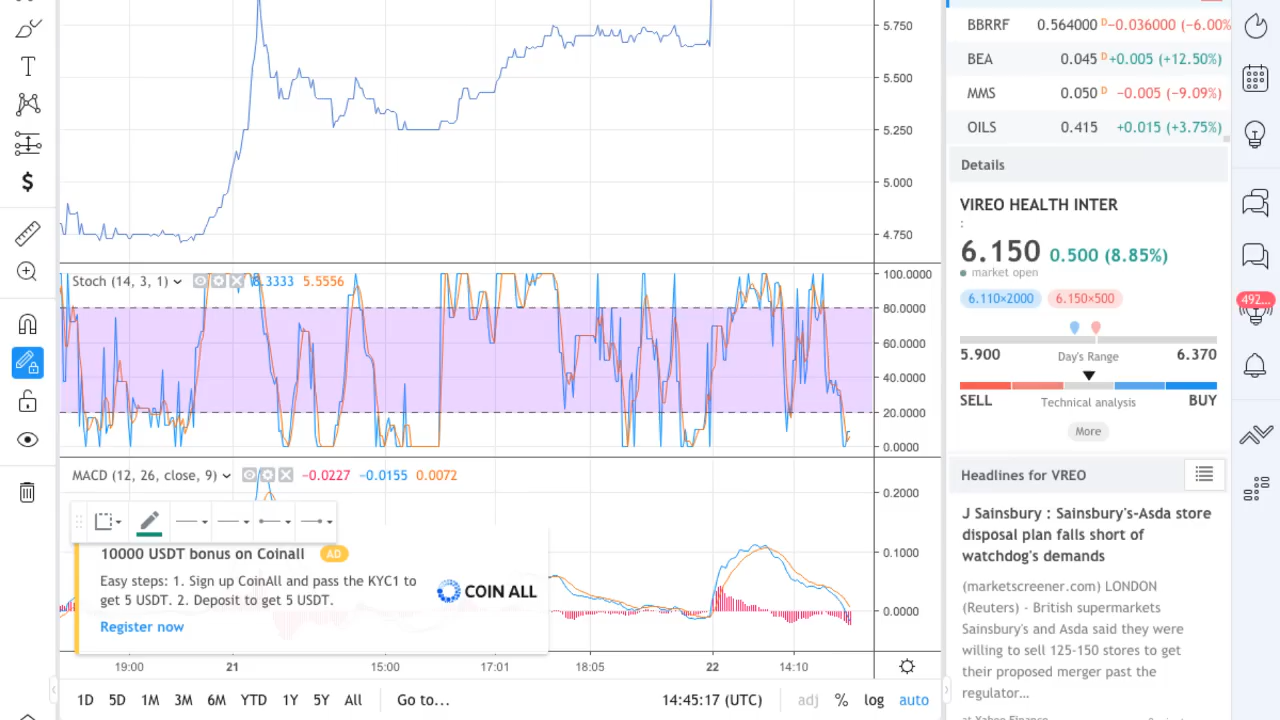 5.750
5.500
5.250
5.000
4.750
Stoch (14, 3, 1)
8.3333 5.5556
100.0000
80.0000
60.0000
40.0000
20.0000
0.0000
MACD (12, 26, close, 9)
−0.0227 −0.0155 0.0072
0.2000
0.1000
0.0000
10000 USDT bonus on Coinall AD
Easy steps: 1. Sign up CoinAll and pass the KYC1 to
get 5 USDT. 2. Deposit to get 5 USDT.
Register now
COIN ALL
19:00 21 15:00 17:01 18:05 22 14:10
1D 5D 1M 3M 6M YTD 1Y 5Y All Go to... 14:45:17 (UTC) adj % log auto
BBRRF 0.564000 D −0.036000 (−6.00%
BEA 0.045 D +0.005 (+12.50%)
MMS 0.050 D −0.005 (−9.09%)
OILS 0.415 +0.015 (+3.75%)
Details
VIREO HEALTH INTER
:
6.150 0.500 (8.85%)
market open
6.110×2000 6.150×500
5.900 Day's Range 6.370
SELL Technical analysis BUY
More
Headlines for VREO
J Sainsbury : Sainsbury's-Asda store
disposal plan falls short of
watchdog's demands
(marketscreener.com) LONDON
(Reuters) - British supermarkets
Sainsbury's and Asda said they were
willing to sell 125-150 stores to get
their proposed merger past the
regulator...
at Yahoo Finance
492...